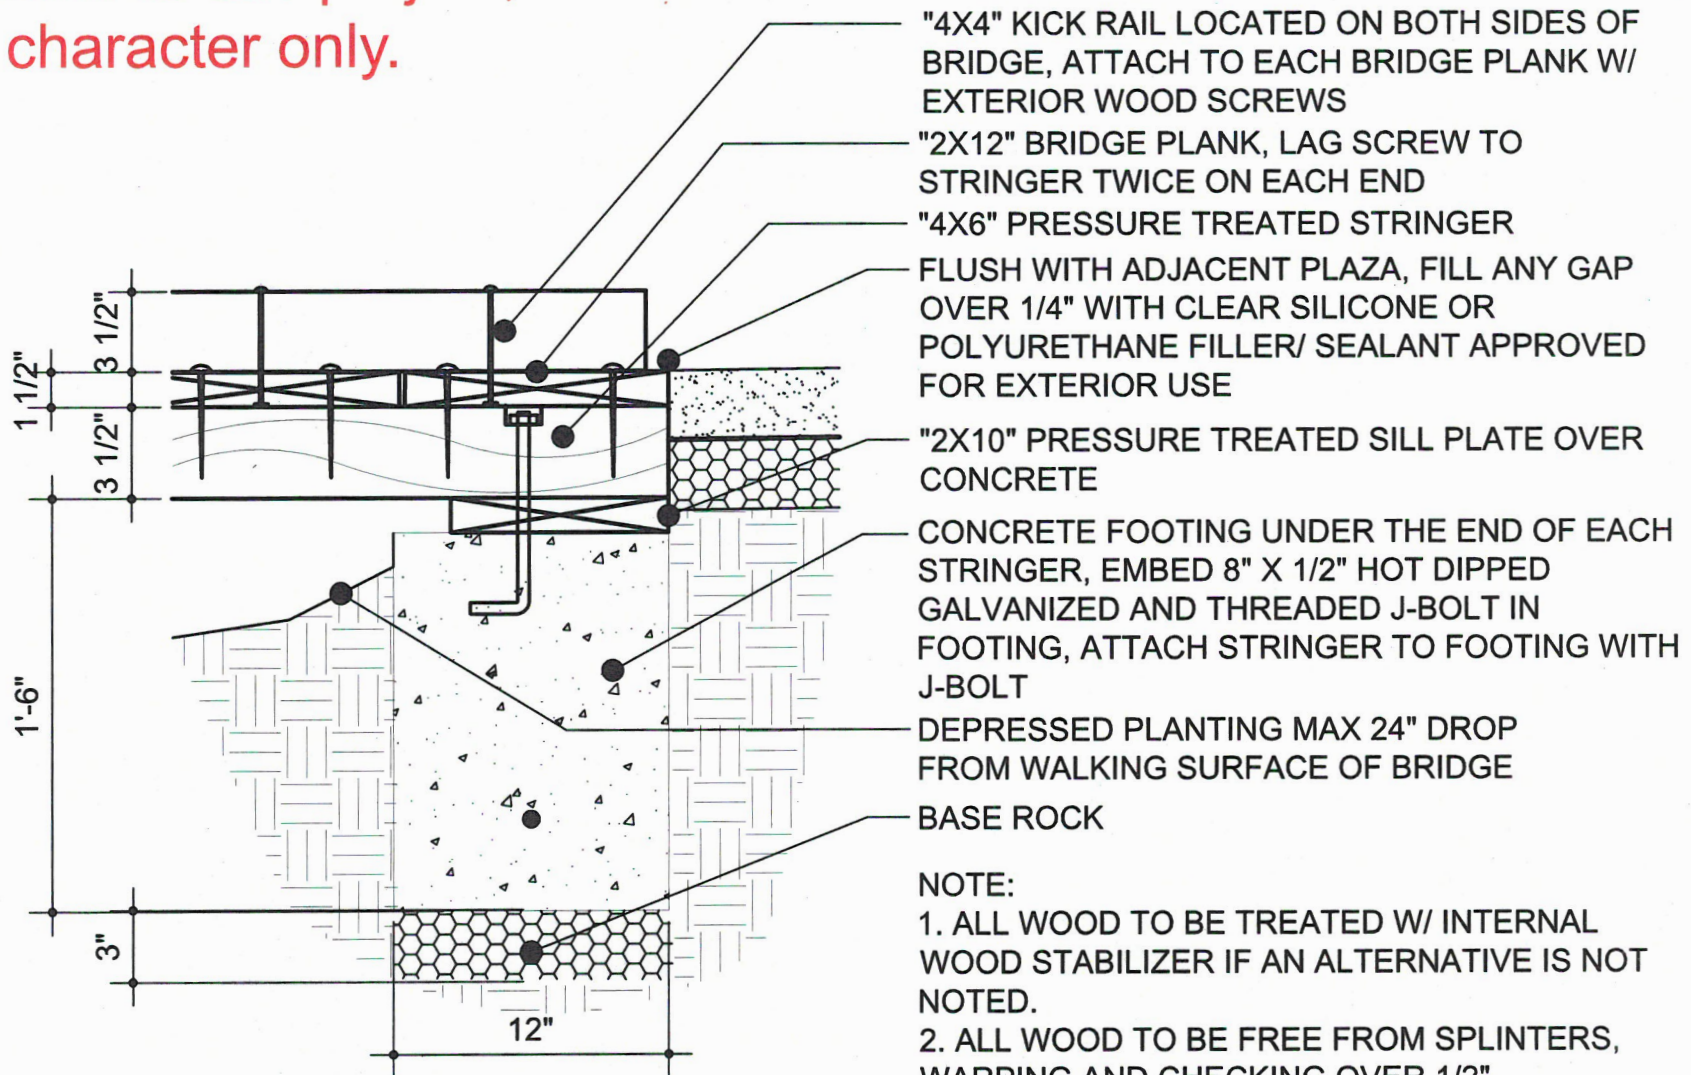 character only.
"4X4" KICK RAIL LOCATED ON BOTH SIDES OF
BRIDGE, ATTACH TO EACH BRIDGE PLANK W/
EXTERIOR WOOD SCREWS
"2X12" BRIDGE PLANK, LAG SCREW TO
STRINGER TWICE ON EACH END
"4X6" PRESSURE TREATED STRINGER
FLUSH WITH ADJACENT PLAZA, FILL ANY GAP
OVER 1/4" WITH CLEAR SILICONE OR
POLYURETHANE FILLER/ SEALANT APPROVED
FOR EXTERIOR USE
"2X10" PRESSURE TREATED SILL PLATE OVER
CONCRETE
CONCRETE FOOTING UNDER THE END OF EACH
STRINGER, EMBED 8" X 1/2" HOT DIPPED
GALVANIZED AND THREADED J-BOLT IN
FOOTING, ATTACH STRINGER TO FOOTING WITH
J-BOLT
DEPRESSED PLANTING MAX 24" DROP
FROM WALKING SURFACE OF BRIDGE
BASE ROCK
NOTE:
1. ALL WOOD TO BE TREATED W/ INTERNAL
WOOD STABILIZER IF AN ALTERNATIVE IS NOT
NOTED.
2. ALL WOOD TO BE FREE FROM SPLINTERS,
WARPING AND CHECKING OVER 1/2"
3 1/2"
1 1/2"
3 1/2"
1'-6"
3"
12"